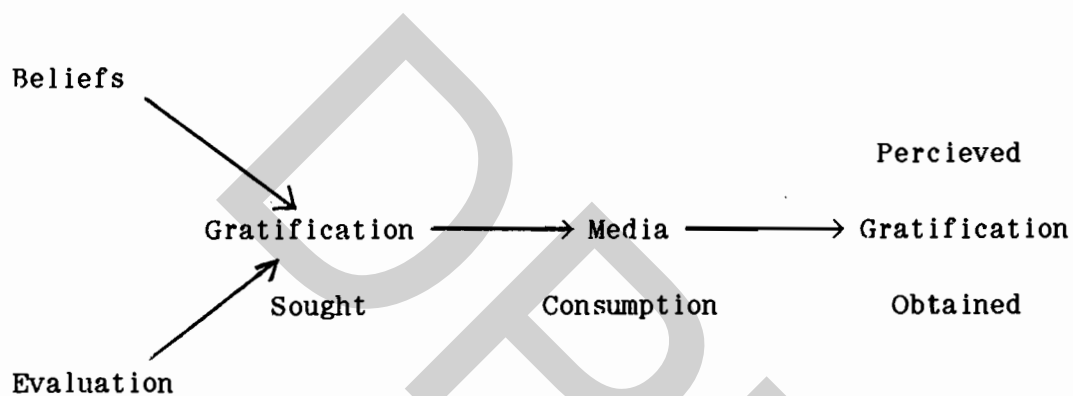 Beliefs
Percieved
Gratification Media Gratification
Sought Consumption Obtained
Evaluation